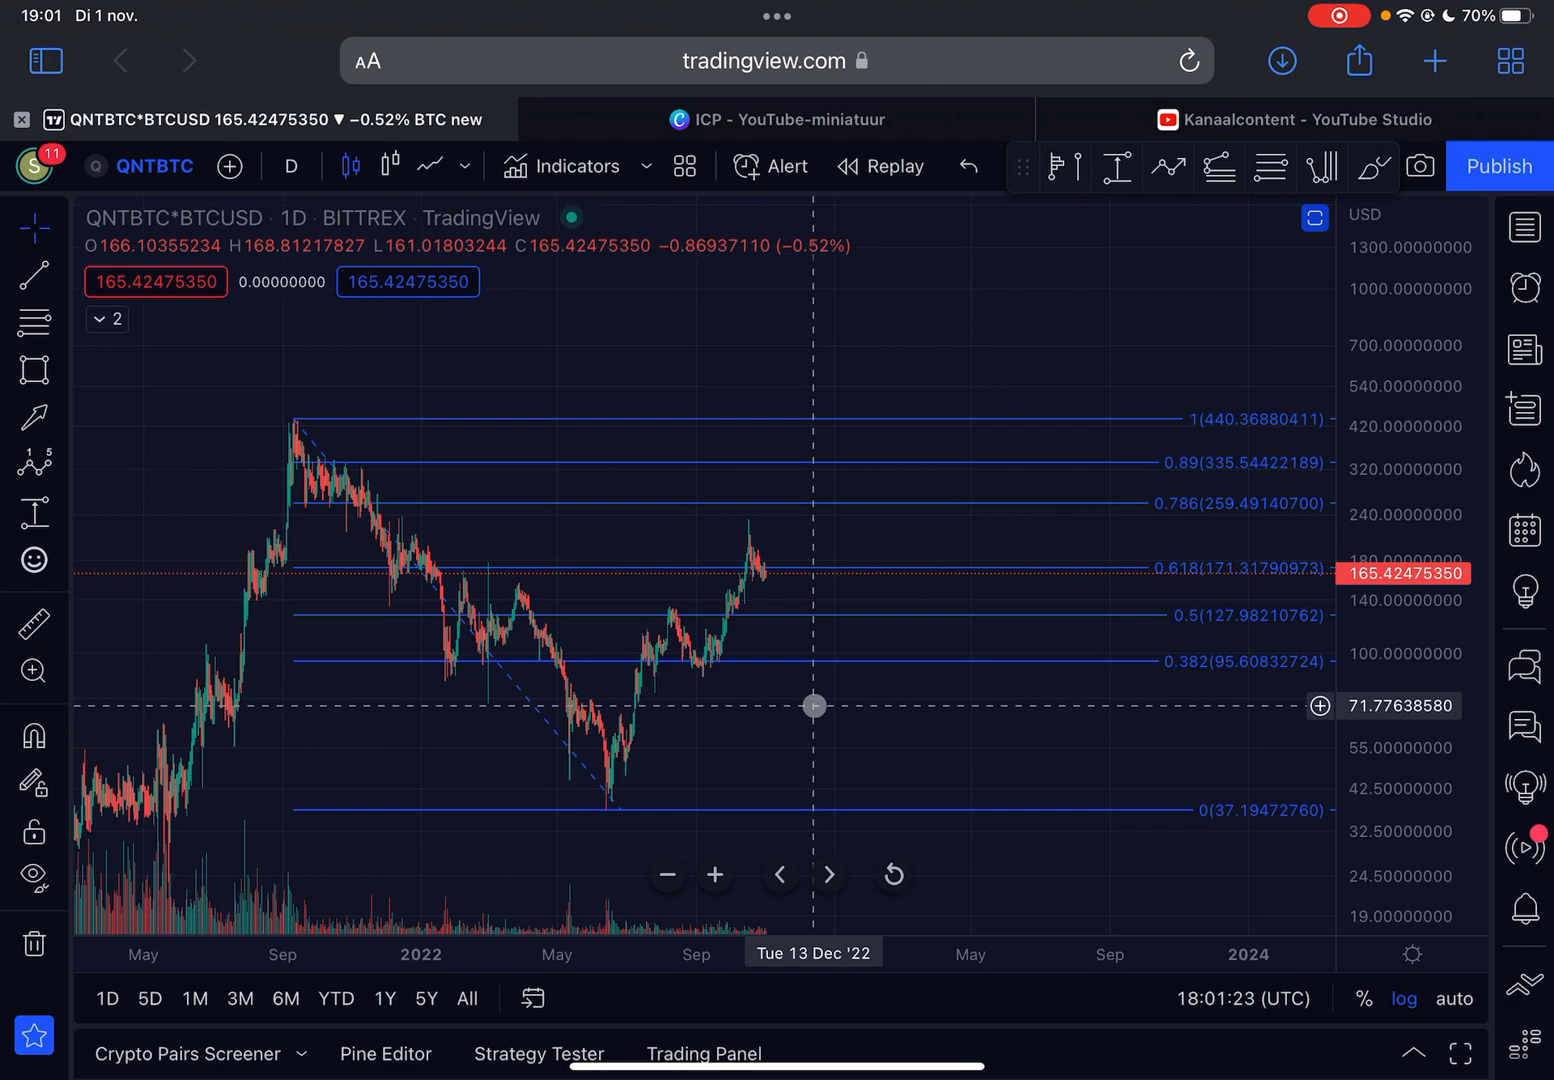 19:01 Di 1 nov.
70%
AA tradingview.com
QNTBTC*BTCUSD 165.42475350 ▼ −0.52% BTC new
ICP - YouTube-miniatuur
Kanaalcontent - YouTube Studio
S 11 Q QNTBTC D Indicators Alert Replay Publish
QNTBTC*BTCUSD · 1D · BITTREX · TradingView
O166.10355234 H168.81217827 L161.01803244 C165.42475350 −0.86937110 (−0.52%)
165.42475350 0.00000000 165.42475350
2
USD
1300.00000000
1000.00000000
700.00000000
540.00000000
1(440.36880411)
420.00000000
0.89(335.54422189)
320.00000000
0.786(259.49140700)
240.00000000
180.00000000
0.618(171.31790973)
165.42475350
140.00000000
0.5(127.98210762)
100.00000000
0.382(95.60832724)
71.77638580
55.00000000
42.50000000
0(37.19472760)
32.50000000
24.50000000
19.00000000
May Sep 2022 May Sep Tue 13 Dec '22 May Sep 2024
1D 5D 1M 3M 6M YTD 1Y 5Y All 18:01:23 (UTC) % log auto
Crypto Pairs Screener Pine Editor Strategy Tester Trading Panel
1 5